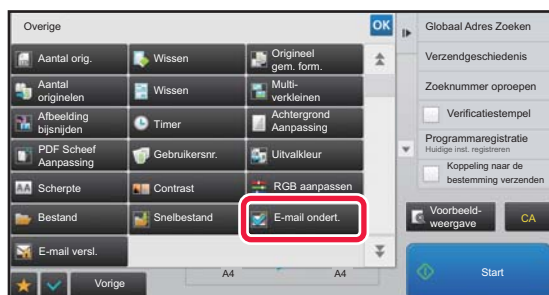 Overige
OK
Aantal orig.
Wissen
Origineel
gem. form.
Aantal
originelen
Wissen
Multi-
verkleinen
Afbeelding
bijsnijden
Timer
Achtergrond
Aanpassing
PDF Scheef
Aanpassing
Gebruikersnr.
Uitvalkleur
AA
Scherpte
Contrast
RGB aanpassen
Bestand
Snelbestand
E-mail ondert.
E-mail versl.
Vorige
A4
A4
Globaal Adres Zoeken
Verzendgeschiedenis
Zoeknummer oproepen
Verificatiestempel
Programmaregistratie
Huidige inst. registreren
Koppeling naar de
bestemming verzenden
Voorbeeld-
weergave
CA
Start